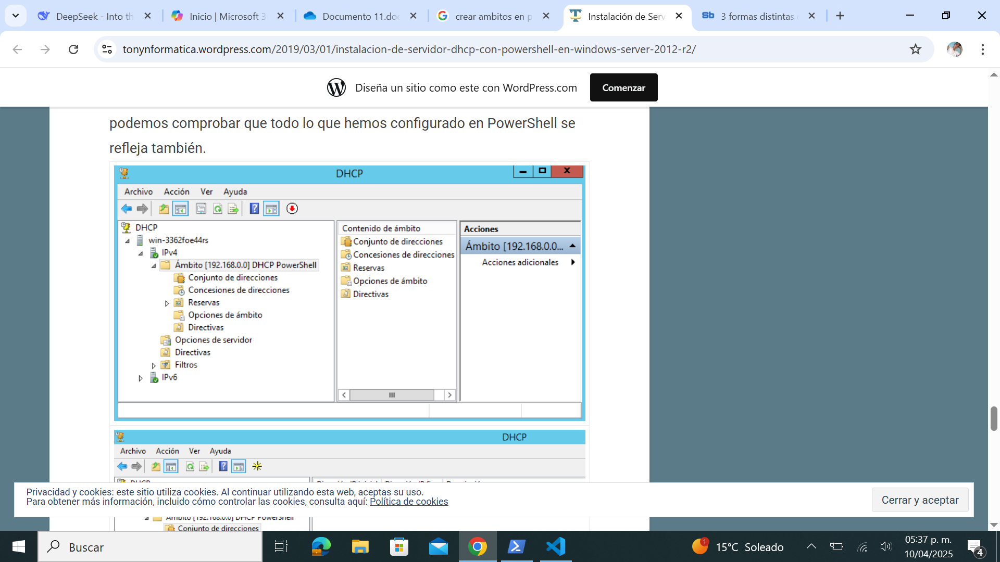 DeepSeek - Into th
Inicio | Microsoft 3
Documento 11.doc
crear ambitos en p
Instalación de Serv
Sb
3 formas distintas
tonynformatica.wordpress.com/2019/03/01/instalacion-de-servidor-dhcp-con-powershell-en-windows-server-2012-r2/
Diseña un sitio como este con WordPress.com
Comenzar
podemos comprobar que todo lo que hemos configurado en PowerShell se
refleja también.
DHCP
Archivo Acción Ver Ayuda
DHCP
win-3362foe44rs
IPv4
Ámbito [192.168.0.0] DHCP PowerShell
Conjunto de direcciones
Concesiones de direcciones
Reservas
Opciones de ámbito
Directivas
Opciones de servidor
Directivas
Filtros
IPv6
Contenido de ámbito
Conjunto de direcciones
Concesiones de direcciones
Reservas
Opciones de ámbito
Directivas
Acciones
Ámbito [192.168.0.0...
Acciones adicionales
DHCP
Archivo Acción Ver Ayuda
Privacidad y cookies: este sitio utiliza cookies. Al continuar utilizando esta web, aceptas su uso.
Para obtener más información, incluido cómo controlar las cookies, consulta aquí: Política de cookies
Cerrar y aceptar
Ámbito [192.168.0.0] DHCP PowerShell
Conjunto de direcciones
Buscar
1
15°C Soleado
05:37 p. m.
10/04/2025
4